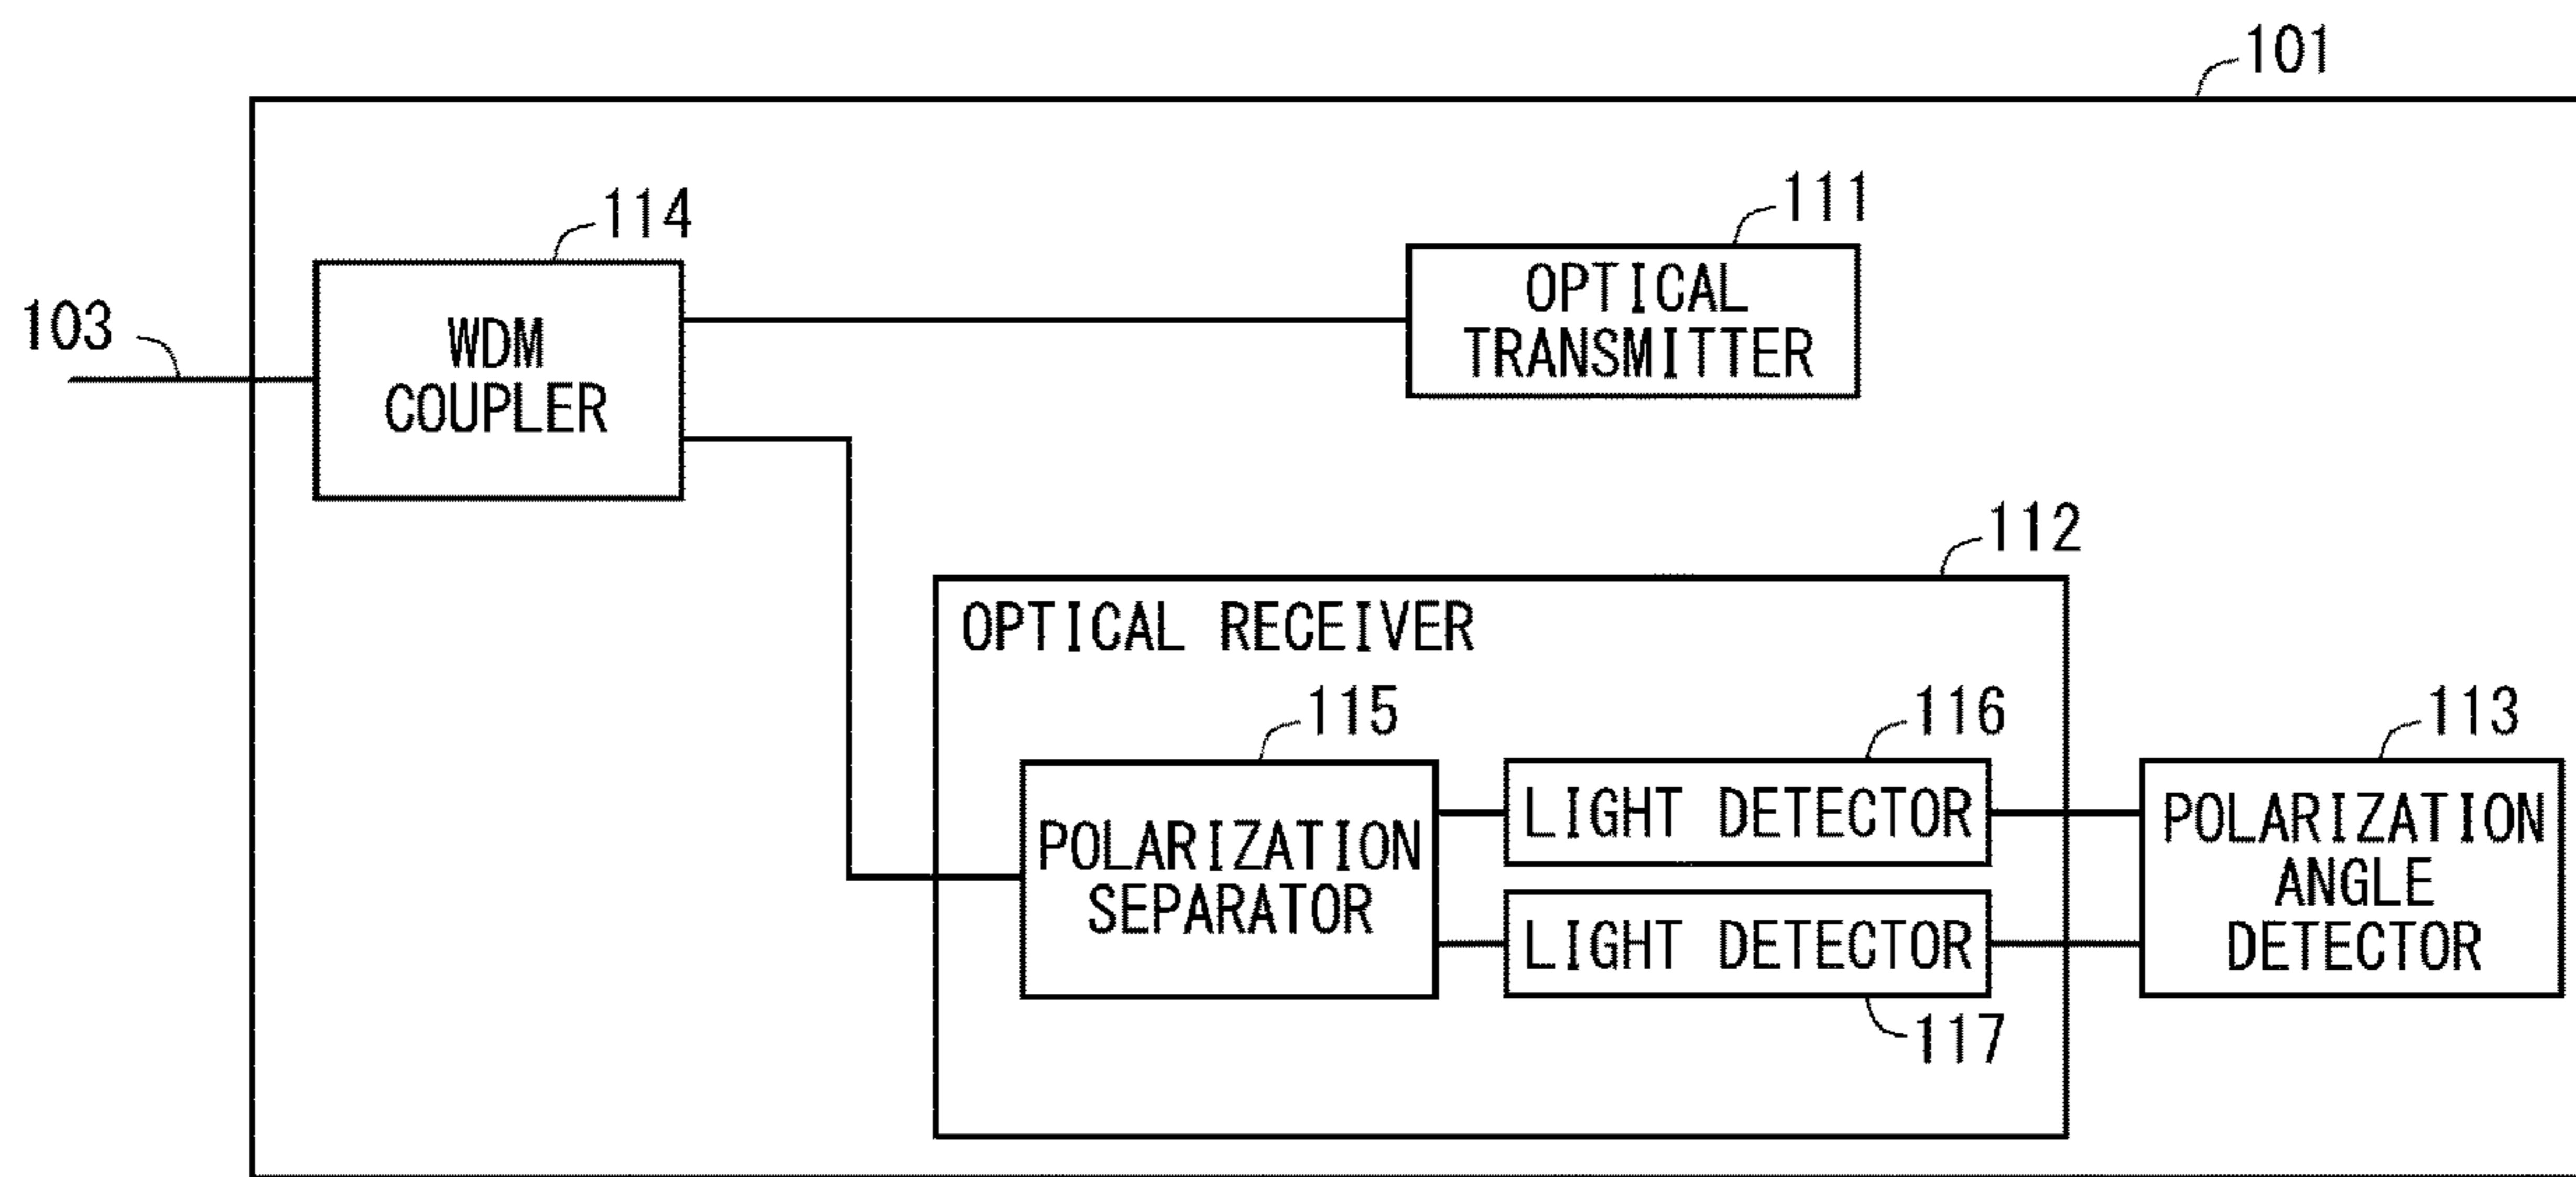 101
114
111
103
WDM
COUPLER
OPTICAL
TRANSMITTER
112
OPTICAL RECEIVER
115
116
113
POLARIZATION
SEPARATOR
LIGHT DETECTOR
LIGHT DETECTOR
POLARIZATION
ANGLE
DETECTOR
117